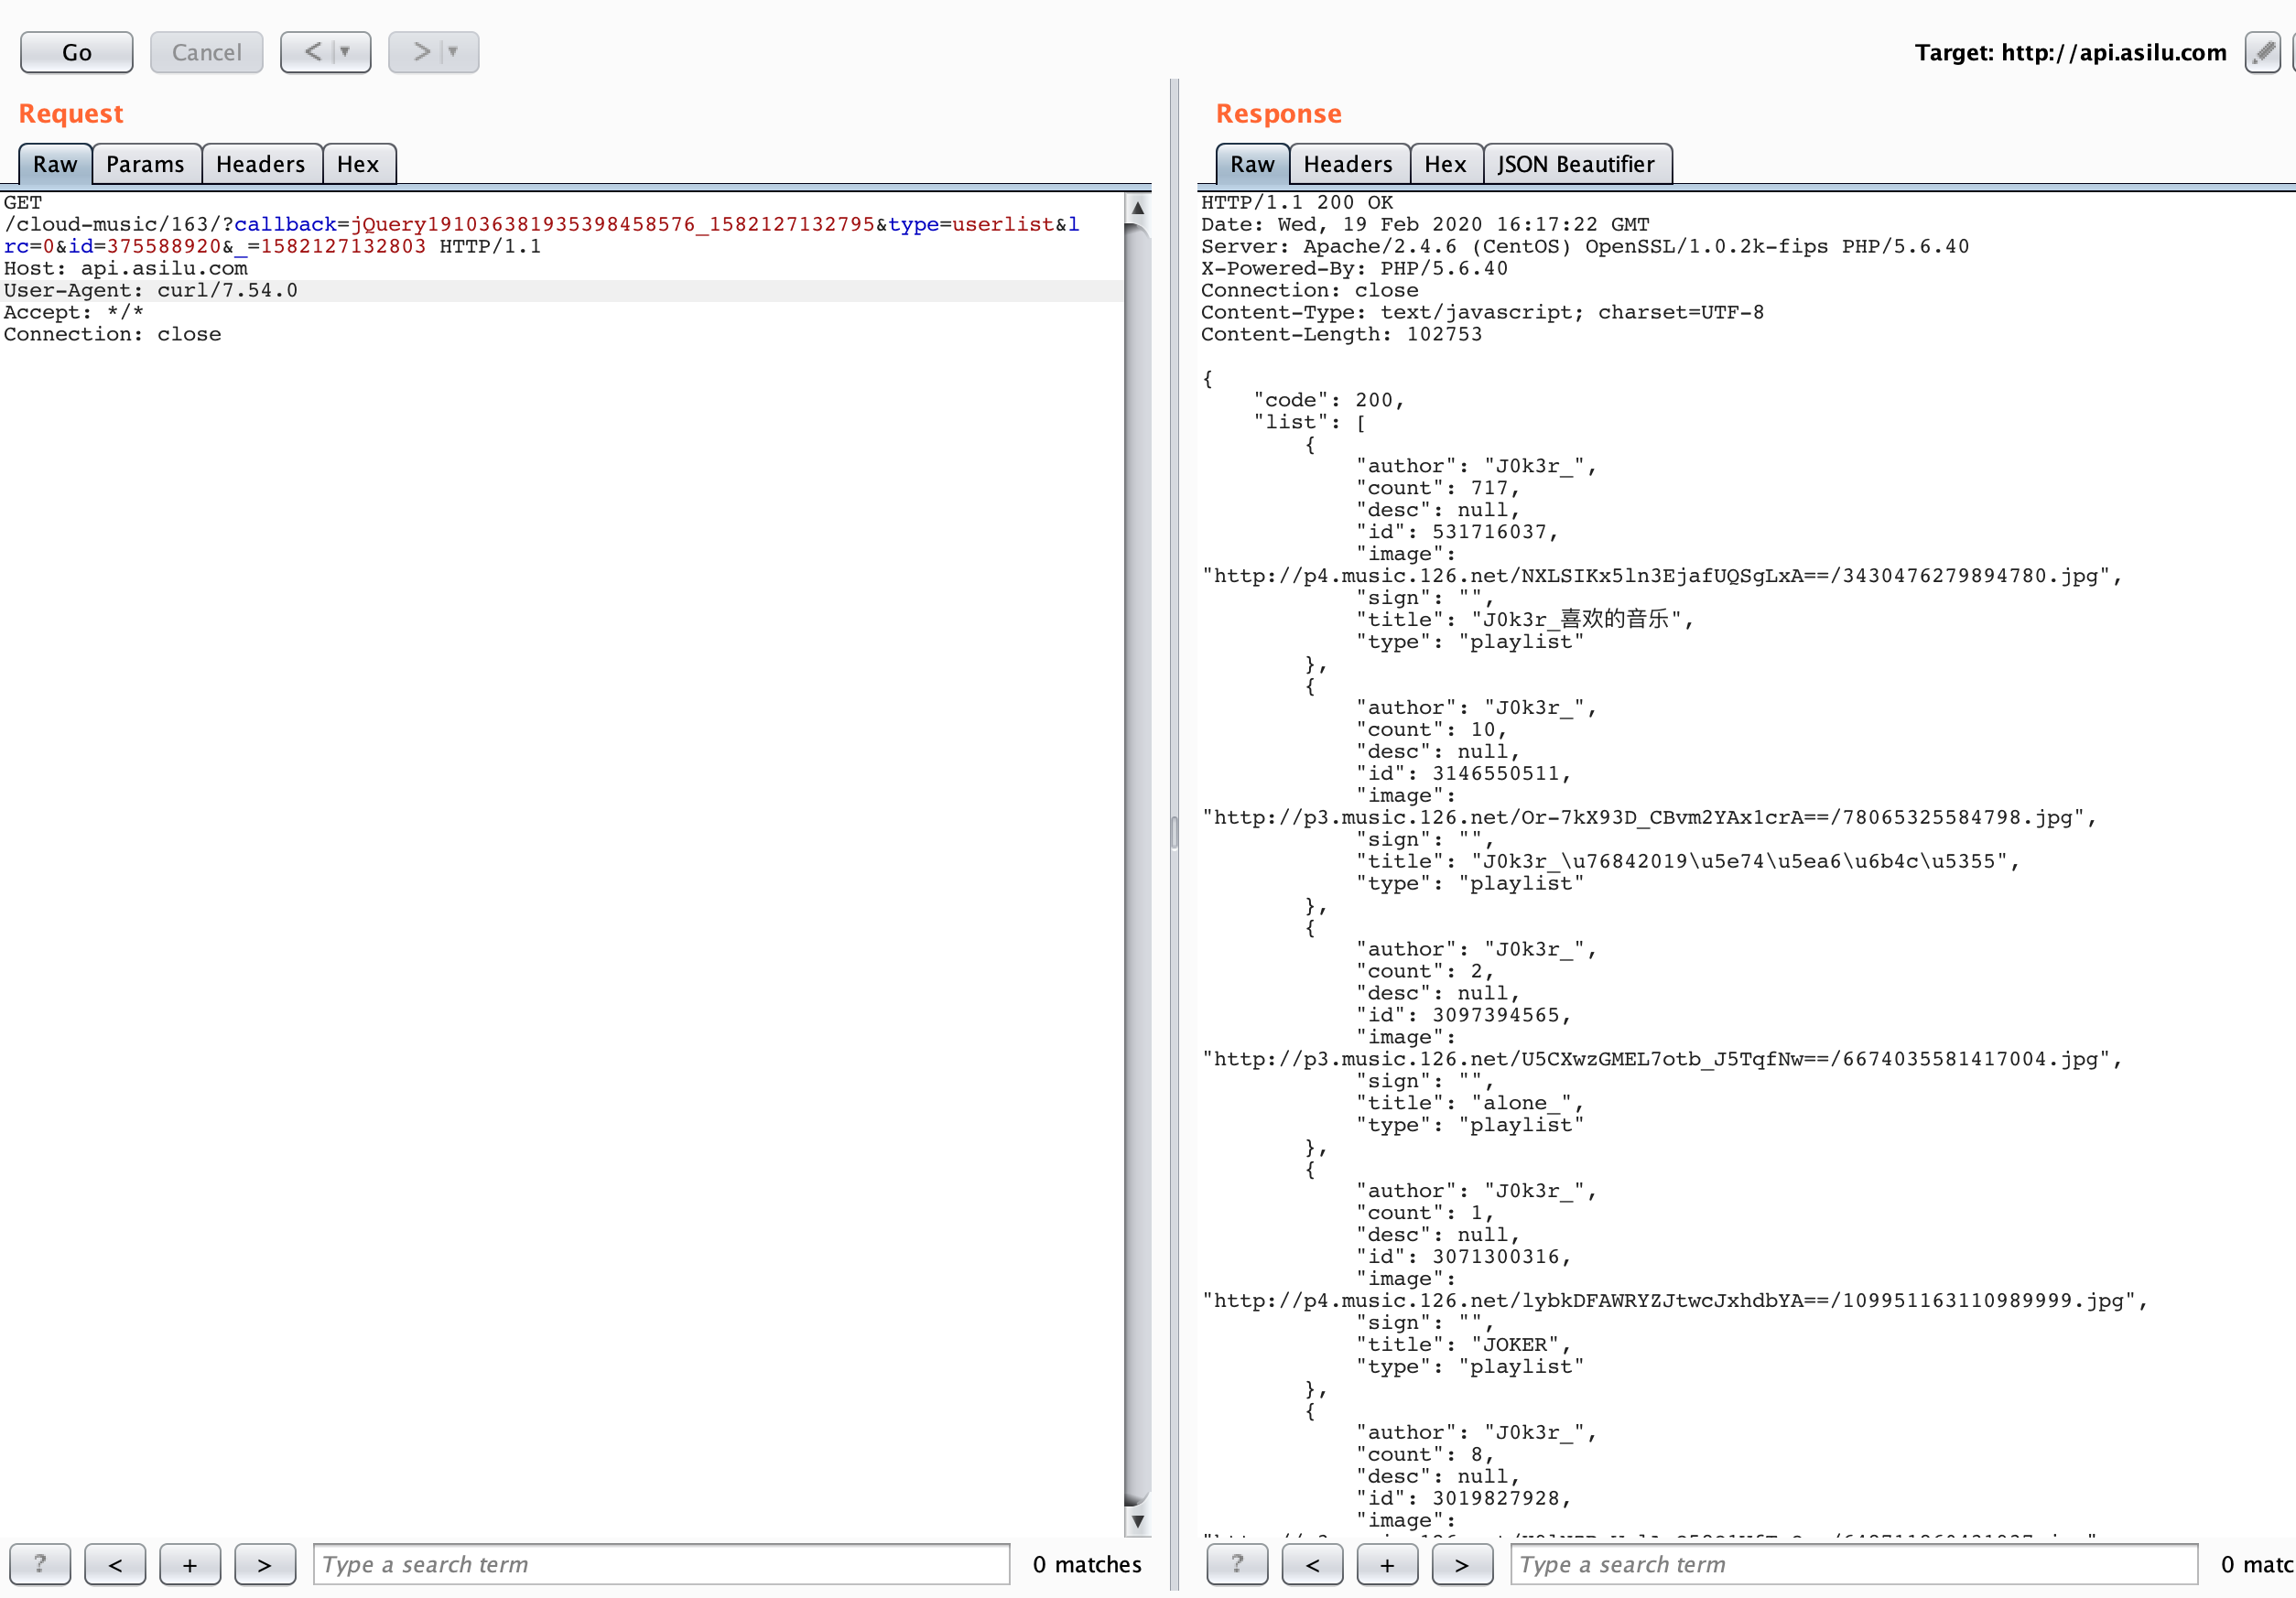 Go
Cancel
<
>
Target: http://api.asilu.com
Request
Raw
Params
Headers
Hex
GET
/cloud-music/163/?callback=jQuery191036381935398458576_1582127132795&type=userlist&l
rc=0&id=375588920&_=1582127132803 HTTP/1.1
Host: api.asilu.com
User-Agent: curl/7.54.0
Accept: */*
Connection: close
?
<
+
>
Type a search term
0 matches
Response
Raw
Headers
Hex
JSON Beautifier
HTTP/1.1 200 OK
Date: Wed, 19 Feb 2020 16:17:22 GMT
Server: Apache/2.4.6 (CentOS) OpenSSL/1.0.2k-fips PHP/5.6.40
X-Powered-By: PHP/5.6.40
Connection: close
Content-Type: text/javascript; charset=UTF-8
Content-Length: 102753
{
"code": 200,
"list": [
{
"author": "J0k3r_",
"count": 717,
"desc": null,
"id": 531716037,
"image":
"http://p4.music.126.net/NXLSIKx5ln3EjafUQSgLxA==/3430476279894780.jpg",
"sign": "",
"title": "J0k3r_喜欢的音乐",
"type": "playlist"
},
{
"author": "J0k3r_",
"count": 10,
"desc": null,
"id": 3146550511,
"image":
"http://p3.music.126.net/Or-7kX93D_CBvm2YAx1crA==/78065325584798.jpg",
"sign": "",
"title": "J0k3r_\u76842019\u5e74\u5ea6\u6b4c\u5355",
"type": "playlist"
},
{
"author": "J0k3r_",
"count": 2,
"desc": null,
"id": 3097394565,
"image":
"http://p3.music.126.net/U5CXwzGMEL7otb_J5TqfNw==/6674035581417004.jpg",
"sign": "",
"title": "alone_",
"type": "playlist"
},
{
"author": "J0k3r_",
"count": 1,
"desc": null,
"id": 3071300316,
"image":
"http://p4.music.126.net/lybkDFAWRYZJtwcJxhdbYA==/109951163110989999.jpg",
"sign": "",
"title": "JOKER",
"type": "playlist"
},
{
"author": "J0k3r_",
"count": 8,
"desc": null,
"id": 3019827928,
"image":
?
<
+
>
Type a search term
0 matc